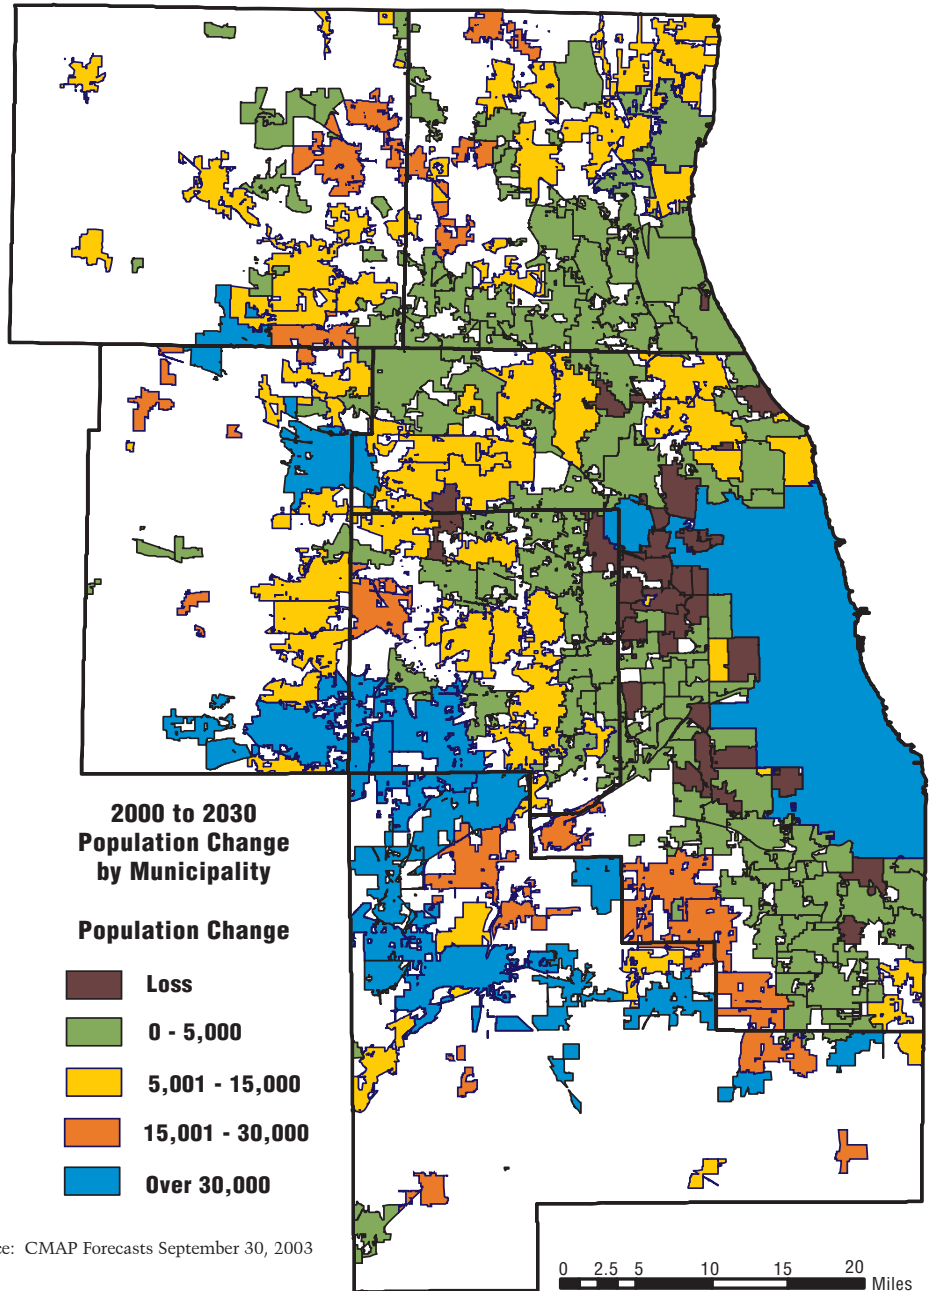 2000 to 2030
Population Change
by Municipality
Population Change
Loss
0 - 5,000
5,001 - 15,000
15,001 - 30,000
Over 30,000
ce: CMAP Forecasts September 30, 2003
0 2.5 5 10 15 20 Miles